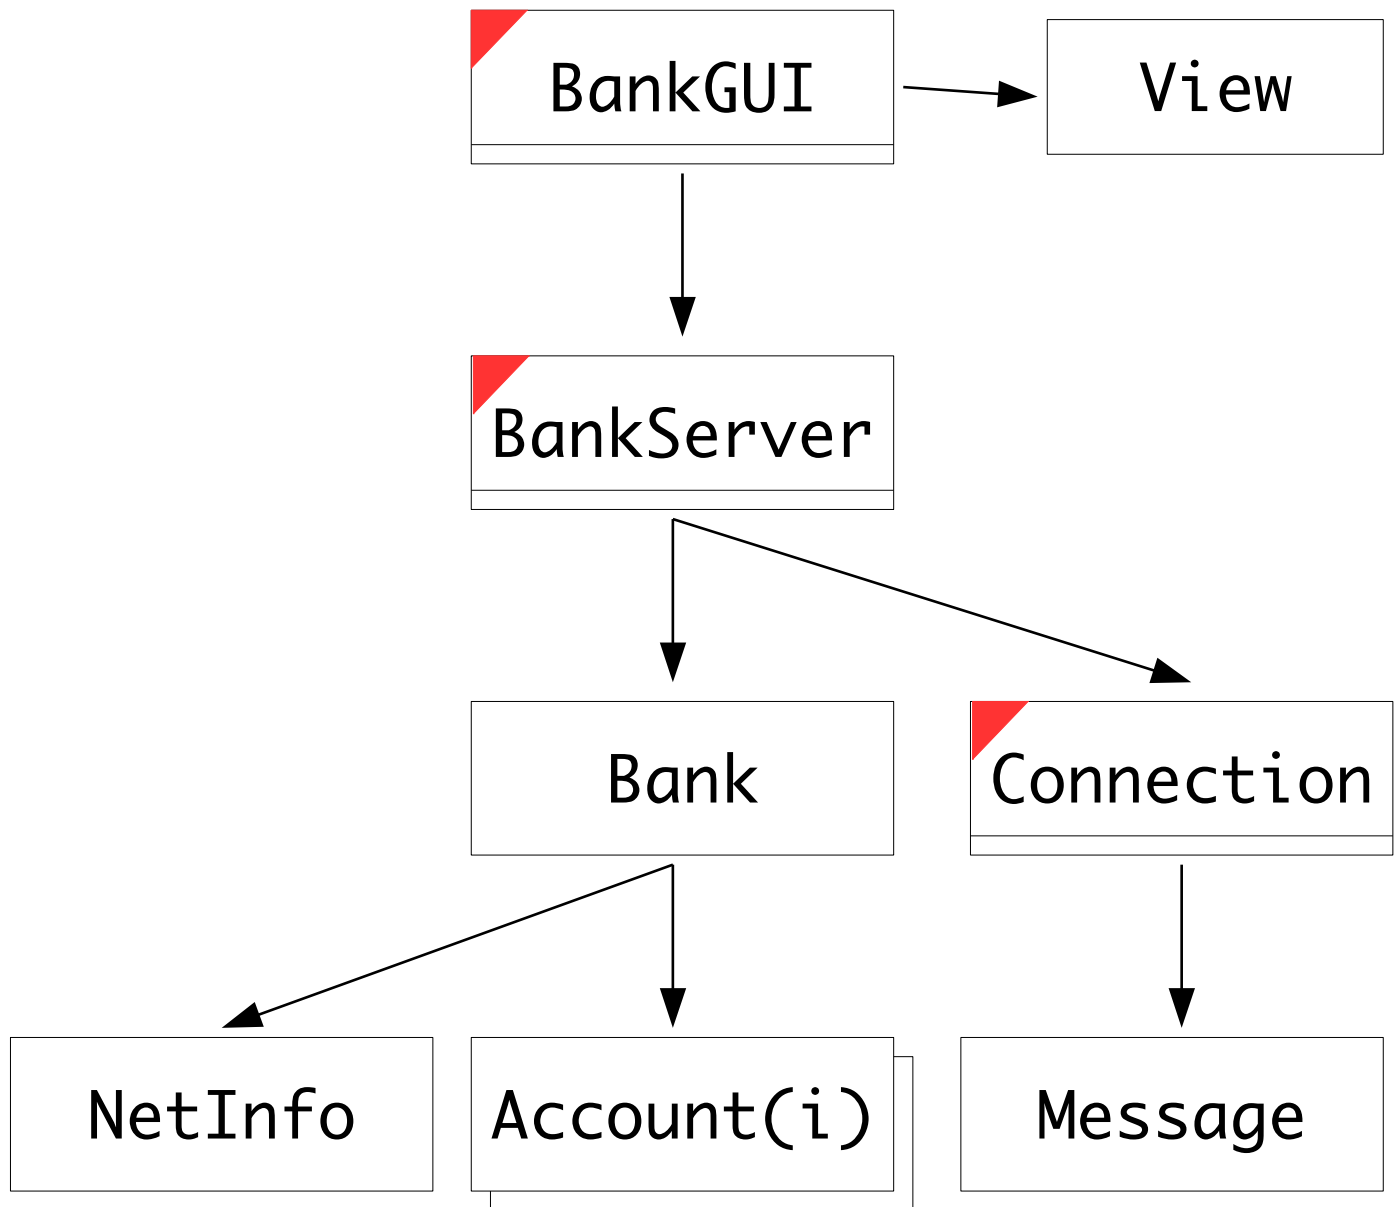 BankGUI
View
BankServer
Bank
Connection
NetInfo
Account(i)
Message